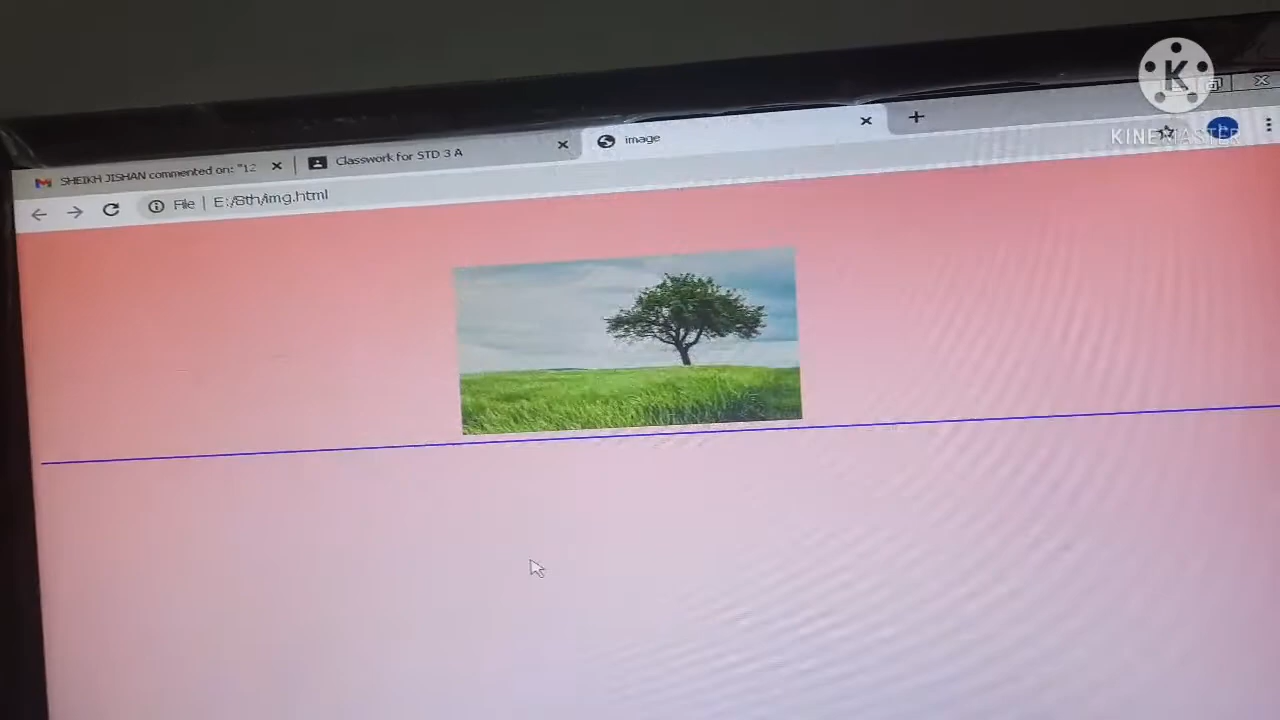 K
KINEMASTER
SHEIKH JISHAN commented on: "12
Classwork for STD 3 A
image
File | E:/8th/img.html